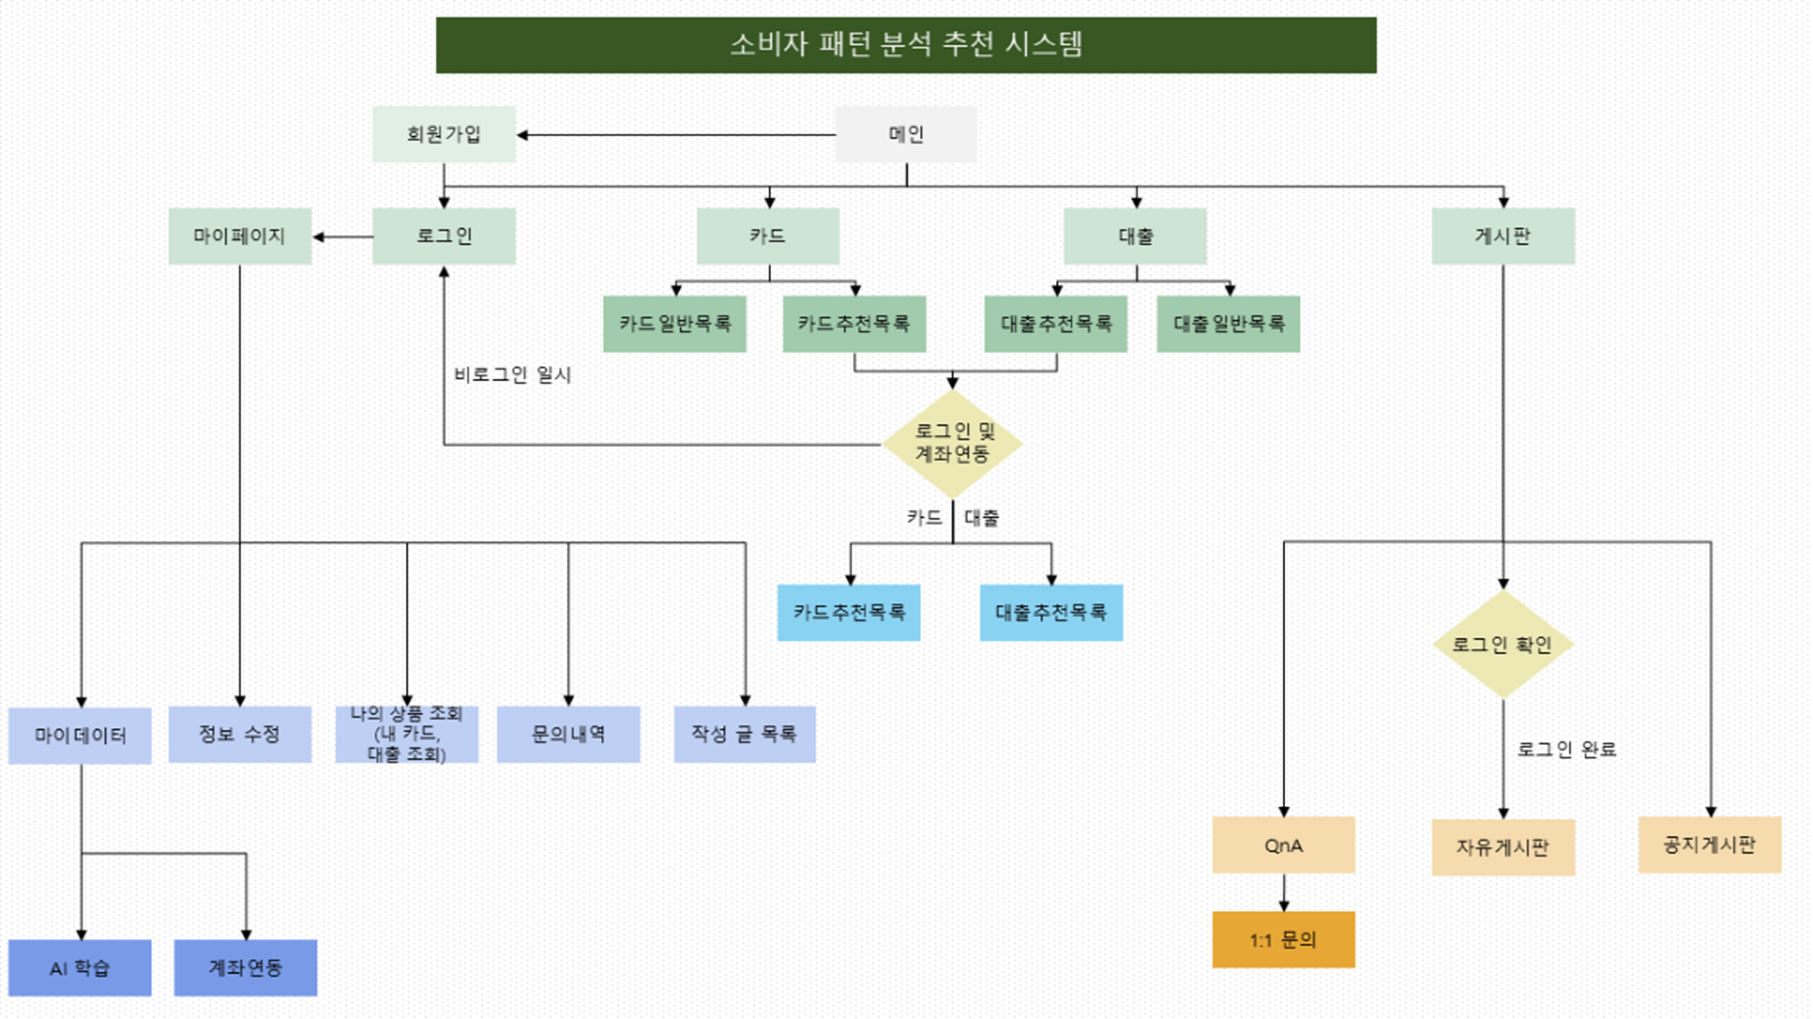 소비자 패턴 분석 추천 시스템
회원가입
메인
마이페이지
로그인
카드
대출
게시판
카드일반목록
카드추천목록
대출추천목록
대출일반목록
비로그인 일시
로그인 및
계좌연동
카드
대출
카드추천목록
대출추천목록
로그인 확인
마이데이터
정보 수정
나의 상품 조회
(내 카드,
대출 조회)
문의내역
작성 글 목록
로그인 완료
QnA
자유게시판
공지게시판
1:1 문의
AI 학습
계좌연동